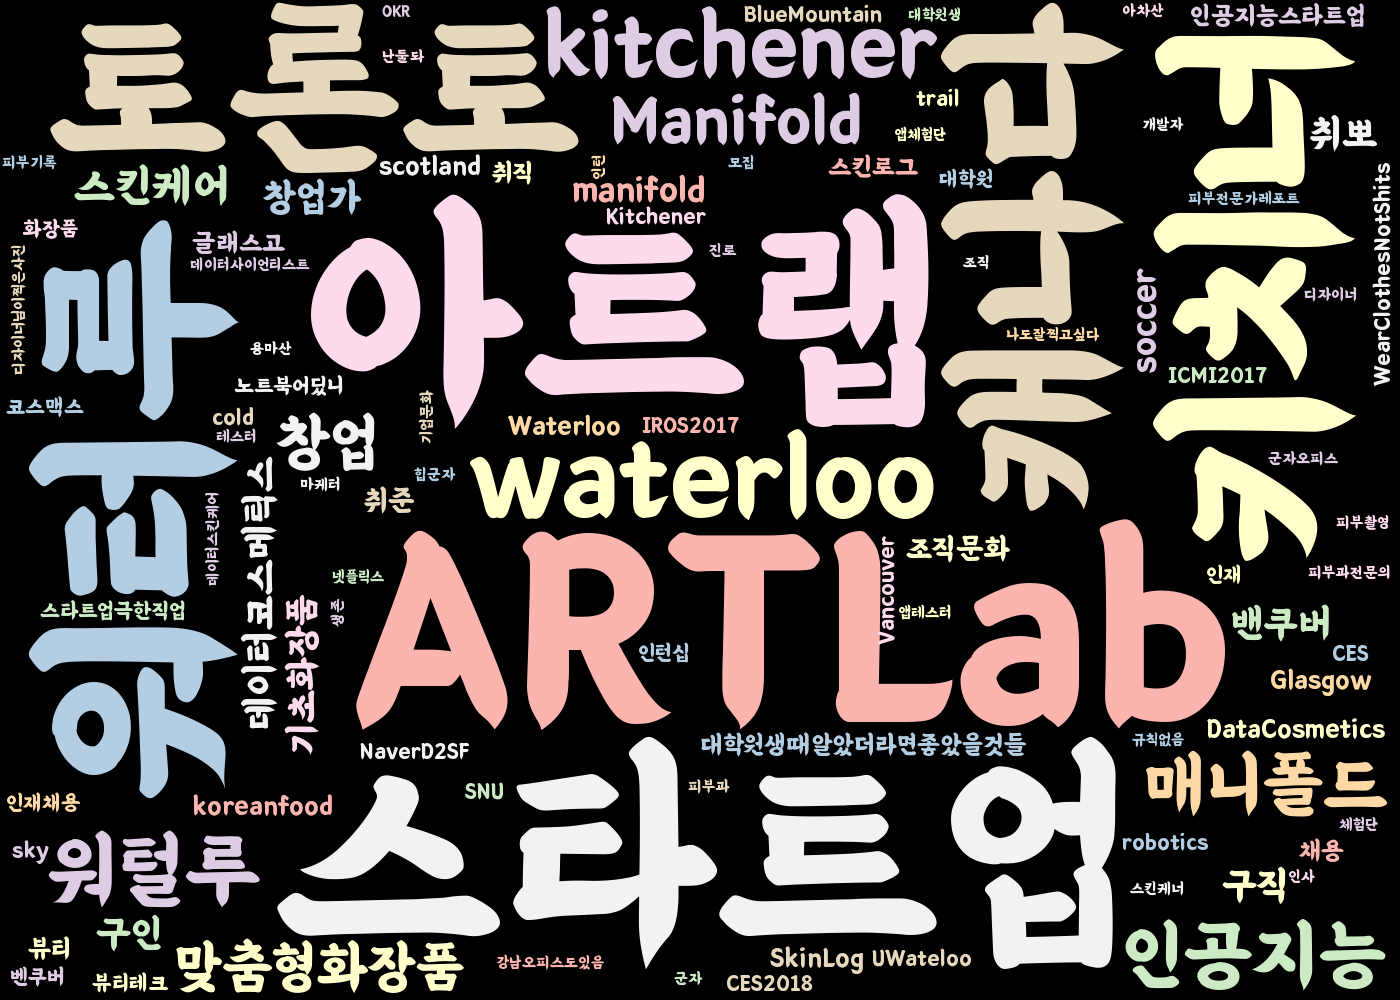 토론토
OKR
난둘돠
kitchener
BlueMountain
대학원생
아차산
인공지능스타트업
Manifold
trail
앱체험단
캐나다
개발자
취뽀
키치너
피부기록
스킨케어
창업가
scotland
취직
인턴
manifold
모집
스킨로그
대학원
피부전문가레포트
Kitchener
화장품
글래스고
데이터사이언티스트
아트랩
진로
조직
soccer
디자이너
WearClothesNotShits
디자이너님이찍은사진
워터루
용마산
노트북어딨니
나도잘찍고싶다
ICMI2017
코스맥스
cold
테스터
창업
기업문화
Waterloo
IROS2017
waterloo
힙군자
마케터
취준
군자오피스
데이터스킨케어
데이터코스메틱스
피부촬영
ARTLab
Vancouver
조직문화
넷플릭스
생존
기초화장품
인재
피부과전문의
스타트업극한직업
앱테스터
밴쿠버
인턴십
CES
Glasgow
DataCosmetics
NaverD2SF
대학원생때알았더라면좋았을것들
규칙없음
인재채용
koreanfood
SNU
피부과
스타트업
매니폴드
체험단
sky
워털루
robotics
채용
스킨케너
구직
인사
구인
뷰티
벤쿠버
뷰티테크
맞춤형화장품
강남오피스도있음
군자
SkinLog
UWateloo
CES2018
인공지능